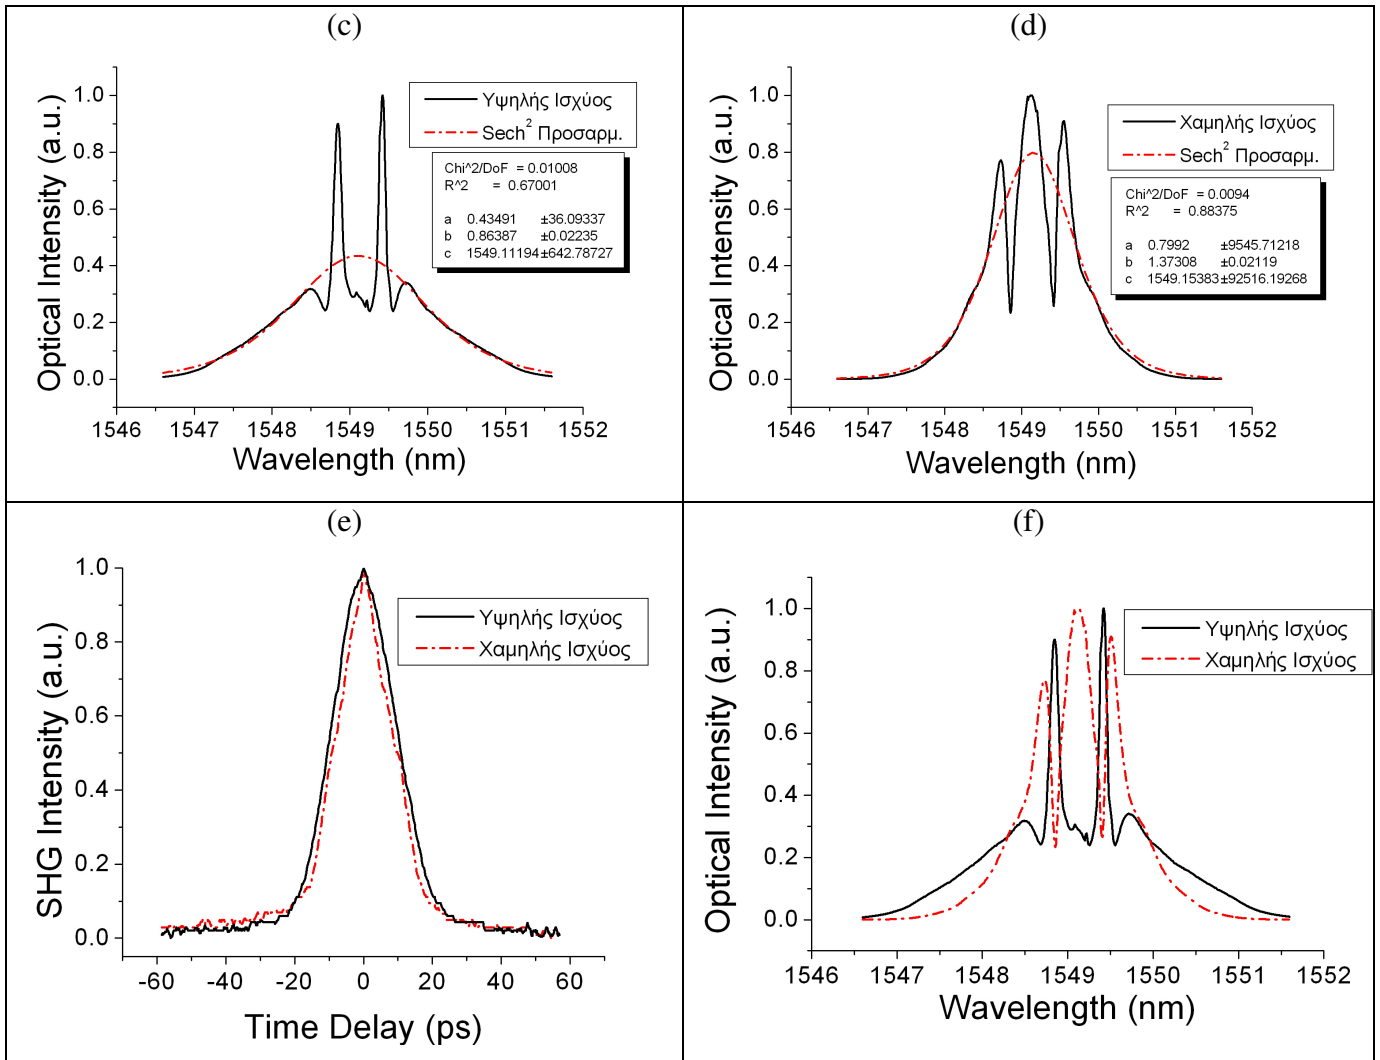 (c)
Optical Intensity (a.u.)
1.0
0.8
0.6
0.4
0.2
0.0
1546 1547 1548 1549 1550 1551 1552
Wavelength (nm)
Υψηλής Ισχύος
Sech^2 Προσαρμ.
Chi^2/DoF = 0.01008
R^2 = 0.67001
a 0.43491 ±36.09337
b 0.86387 ±0.02235
c 1549.11194 ±642.78727
(d)
Optical Intensity (a.u.)
1.0
0.8
0.6
0.4
0.2
0.0
1546 1547 1548 1549 1550 1551 1552
Wavelength (nm)
Χαμηλής Ισχύος
Sech^2 Προσαρμ.
Chi^2/DoF = 0.0094
R^2 = 0.88375
a 0.7992 ±9545.71218
b 1.37308 ±0.02119
c 1549.15383 ±92516.19268
(e)
SHG Intensity (a.u.)
1.0
0.8
0.6
0.4
0.2
0.0
-60 -40 -20 0 20 40 60
Time Delay (ps)
Υψηλής Ισχύος
Χαμηλής Ισχύος
(f)
Optical Intensity (a.u.)
1.0
0.8
0.6
0.4
0.2
0.0
1546 1547 1548 1549 1550 1551 1552
Wavelength (nm)
Υψηλής Ισχύος
Χαμηλής Ισχύος